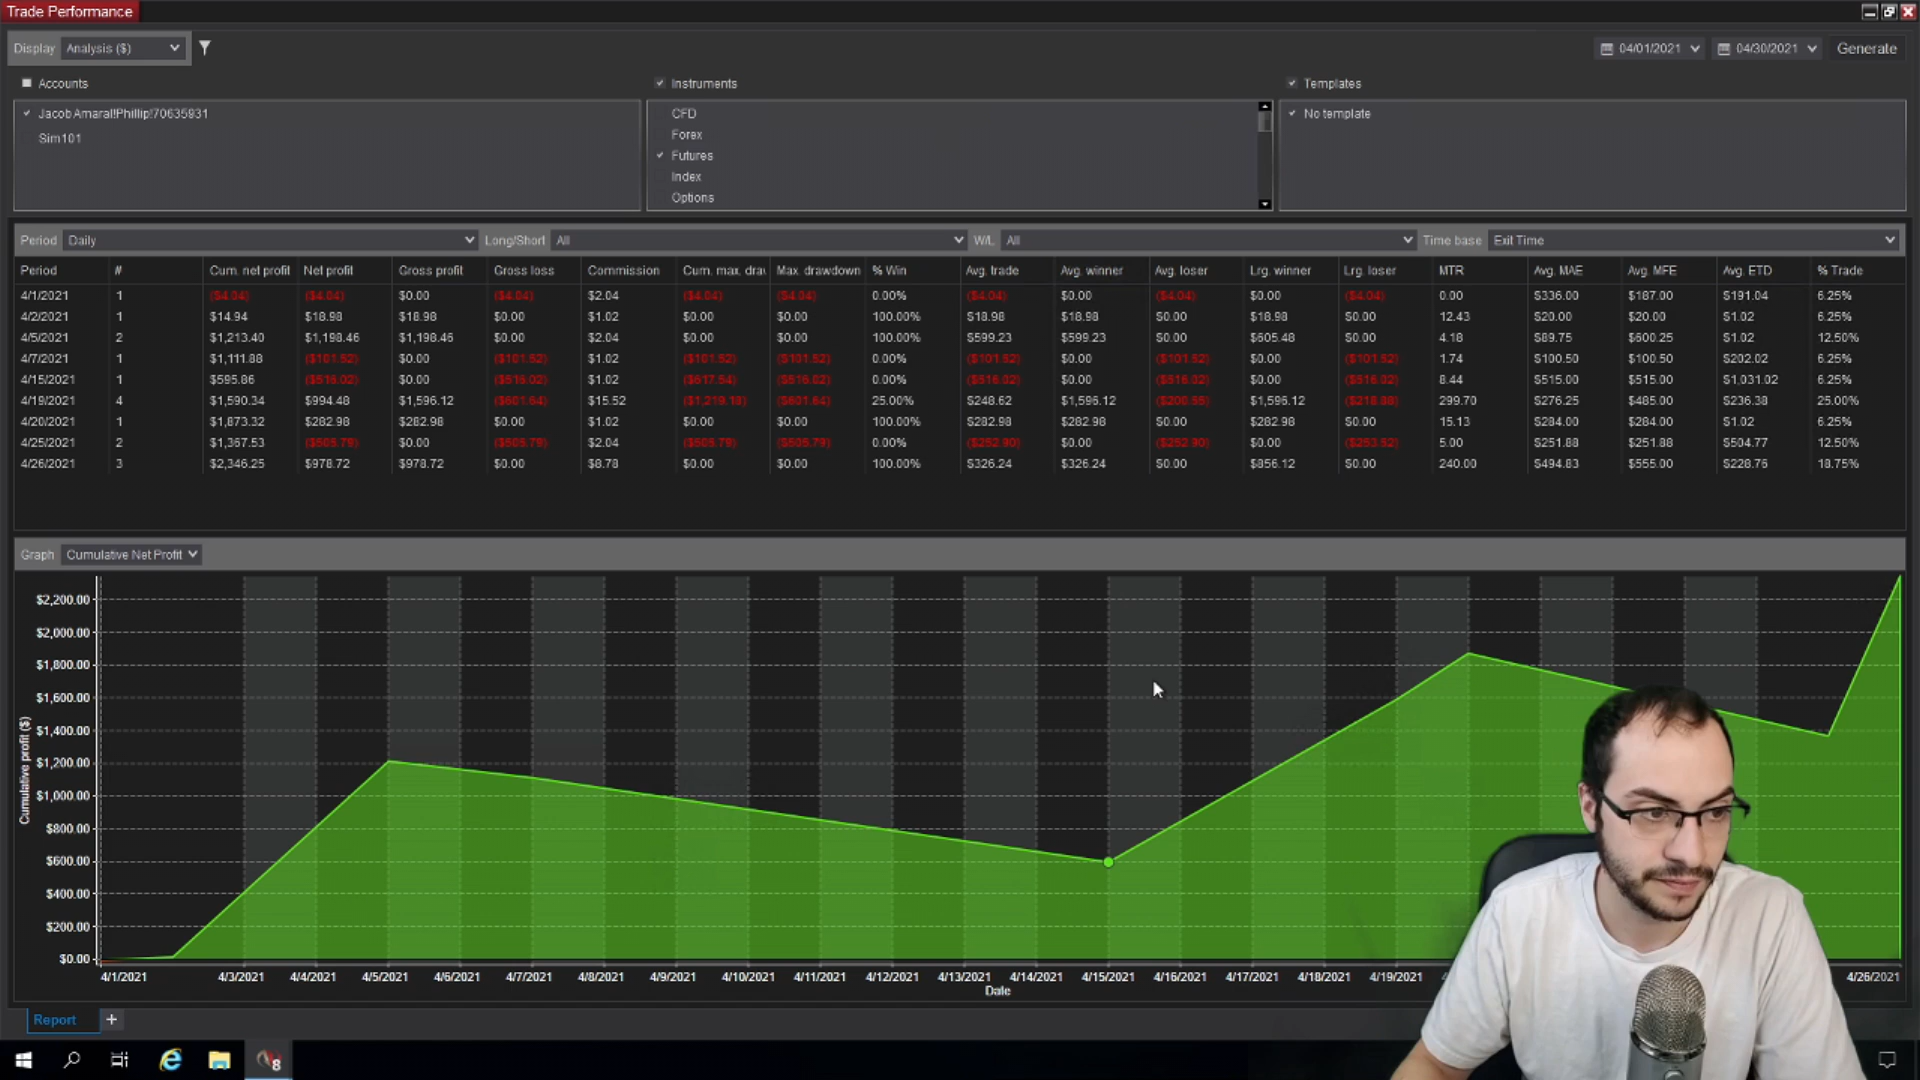 Trade Performance
Display Analysis ($) 04/01/2021 04/30/2021 Generate
Accounts Instruments Templates
Jacob Amaral!Phillip!70635931 CFD No template
Forex
Sim101
Futures
Index
Options
Period Daily Long/Short All W/L All Time base Exit Time
Period # Cum. net profit Net profit Gross profit Gross loss Commission Cum. max. drav Max. drawdown % Win Avg. trade Avg. winner Avg. loser Lrg. winner Lrg. loser MTR Avg. MAE Avg. MFE Avg. ETD % Trade
4/1/2021 1 ($4.04) ($4.04) $0.00 ($4.04) $2.04 ($4.04) ($4.04) 0.00% ($4.04) $0.00 ($4.04) $0.00 ($4.04) 0.00 $336.00 $187.00 $191.04 6.25%
4/2/2021 1 $14.94 $18.98 $18.98 $0.00 $1.02 $0.00 $0.00 100.00% $18.98 $18.98 $0.00 $18.98 $0.00 12.43 $20.00 $20.00 $1.02 6.25%
4/5/2021 2 $1,213.40 $1,198.46 $1,198.46 $0.00 $2.04 $0.00 $0.00 100.00% $599.23 $599.23 $0.00 $605.48 $0.00 4.18 $89.75 $600.25 $1.02 12.50%
4/7/2021 1 $1,111.88 ($101.52) $0.00 ($101.52) $1.02 ($101.52) ($101.52) 0.00% ($101.52) $0.00 ($101.52) $0.00 ($101.52) 1.74 $100.50 $100.50 $202.02 6.25%
4/15/2021 1 $595.86 ($516.02) $0.00 ($516.02) $1.02 ($617.54) ($516.02) 0.00% ($516.02) $0.00 ($516.02) $0.00 ($516.02) 8.44 $515.00 $515.00 $1,031.02 6.25%
4/19/2021 4 $1,590.34 $994.48 $1,596.12 ($601.64) $15.52 ($1,219.18) ($601.64) 25.00% $248.62 $1,596.12 ($200.55) $1,596.12 ($218.88) 299.70 $276.25 $485.00 $236.38 25.00%
4/20/2021 1 $1,873.32 $282.98 $282.98 $0.00 $1.02 $0.00 $0.00 100.00% $282.98 $282.98 $0.00 $282.98 $0.00 15.13 $284.00 $284.00 $1.02 6.25%
4/25/2021 2 $1,367.53 ($505.79) $0.00 ($505.79) $2.04 ($505.79) ($505.79) 0.00% ($252.90) $0.00 ($252.90) $0.00 ($253.52) 5.00 $251.88 $251.88 $504.77 12.50%
4/26/2021 3 $2,346.25 $978.72 $978.72 $0.00 $8.78 $0.00 $0.00 100.00% $326.24 $326.24 $0.00 $856.12 $0.00 240.00 $494.83 $555.00 $228.76 18.75%
Graph Cumulative Net Profit
$2,200.00
$2,000.00
$1,800.00
$1,600.00
$1,400.00
$1,200.00
$1,000.00
$800.00
$600.00
$400.00
$200.00
$0.00
Cumulative profit ($)
4/1/2021 4/3/2021 4/4/2021 4/5/2021 4/6/2021 4/7/2021 4/8/2021 4/9/2021 4/10/2021 4/11/2021 4/12/2021 4/13/2021 4/14/2021 4/15/2021 4/16/2021 4/17/2021 4/18/2021 4/19/2021 4/26/2021
Date
Report +
8